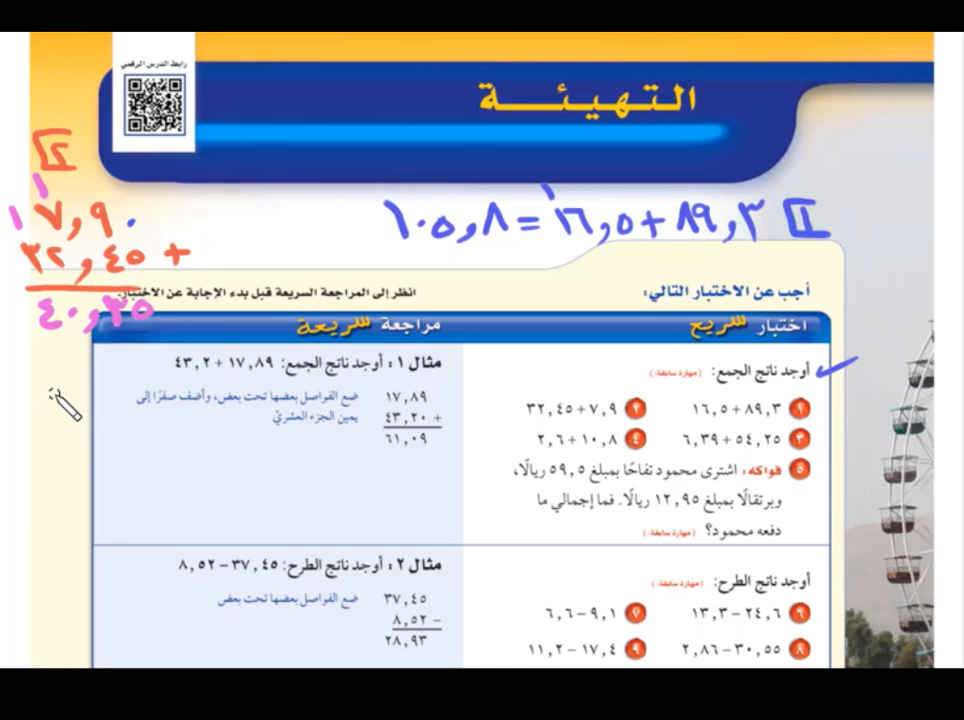 رابط الدرس الرقمي
التهيئة
١ ٨٩,٣ + ١٦,٥ = ١٠٥,٨
١
٢
١ ١
٧,٩٠
٣٢,٤٥ +
٤٠,٣٥
أجب عن الاختبار التالي:
انظر إلى المراجعة السريعة قبل بدء الإجابة عن الاختبار.
اختبار سريع
مراجعة سريعة
أوجد ناتج الجمع: (مهارة سابقة)
١ ٨٩,٣ + ١٦,٥
٢ ٧,٩ + ٣٢,٤٥
٣ ٥٤,٢٥ + ٦,٣٩
٤ ١٠,٨ + ٢,٦
٥ فواكه: اشترى محمود تفاحًا بمبلغ ٥٩,٥ ريالًا،
وبرتقالًا بمبلغ ١٢,٩٥ ريالًا. فما إجمالي ما
دفعه محمود؟ (مهارة سابقة)
مثال ١: أوجد ناتج الجمع: ١٧,٨٩ + ٤٣,٢
١٧,٨٩
٤٣,٢٠ +
٦١,٠٩
ضع الفواصل بعضها تحت بعض، وأضف صفرًا إلى
يمين الجزء العشريّ
أوجد ناتج الطرح: (مهارة سابقة)
٦ ٢٤,٦ − ١٣,٣
٧ ٩,١ − ٦,٦
٨ ٣٠,٥٥ − ٢,٨٦
٩ ١٧,٤ − ١١,٢
مثال ٢: أوجد ناتج الطرح: ٣٧,٤٥ − ٨,٥٢
٣٧,٤٥
٨,٥٢ −
٢٨,٩٣
ضع الفواصل بعضها تحت بعض